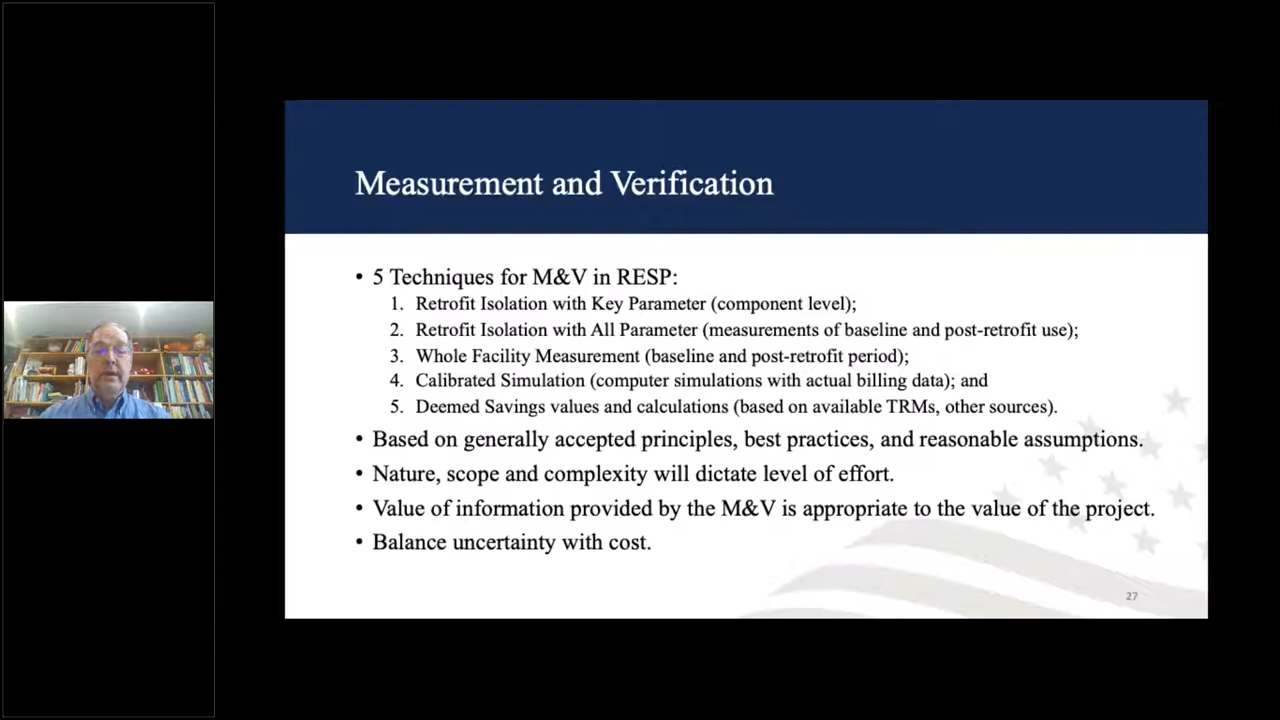 Measurement and Verification
• 5 Techniques for M&V in RESP:
1. Retrofit Isolation with Key Parameter (component level);
2. Retrofit Isolation with All Parameter (measurements of baseline and post-retrofit use);
3. Whole Facility Measurement (baseline and post-retrofit period);
4. Calibrated Simulation (computer simulations with actual billing data); and
5. Deemed Savings values and calculations (based on available TRMs, other sources).
• Based on generally accepted principles, best practices, and reasonable assumptions.
• Nature, scope and complexity will dictate level of effort.
• Value of information provided by the M&V is appropriate to the value of the project.
• Balance uncertainty with cost.
27